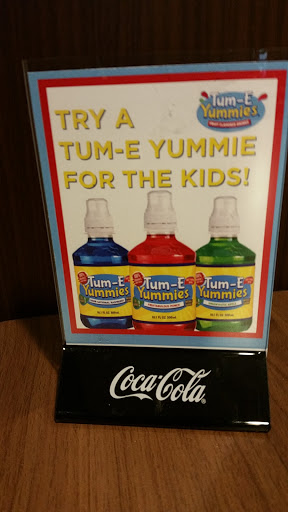 Tum-E
Yummies
TRY A
TUM-E YUMMIE
FOR THE KIDS!
Tum-E
Yummies
Tum-E
Yummies
Tum-E
Yummies
Coca-Cola